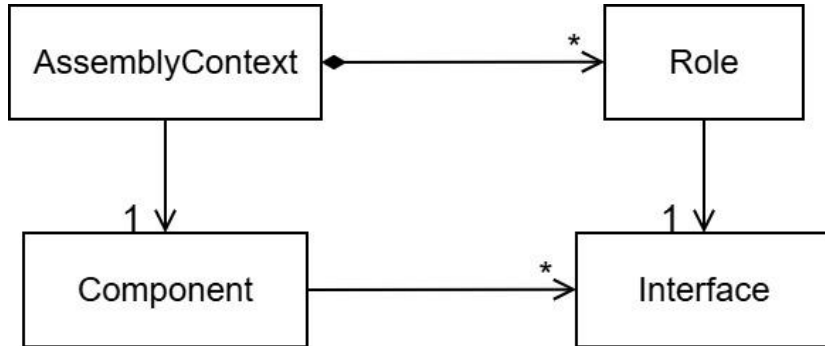 *
AssemblyContext
Role
1
1
*
Component
Interface